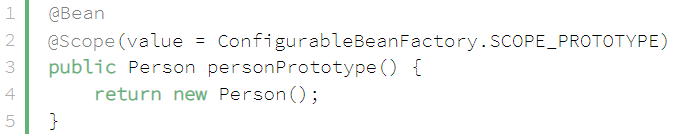 1 @Bean
2 @Scope(value = ConfigurableBeanFactory.SCOPE_PROTOTYPE)
3 public Person personPrototype() {
4     return new Person();
5 }